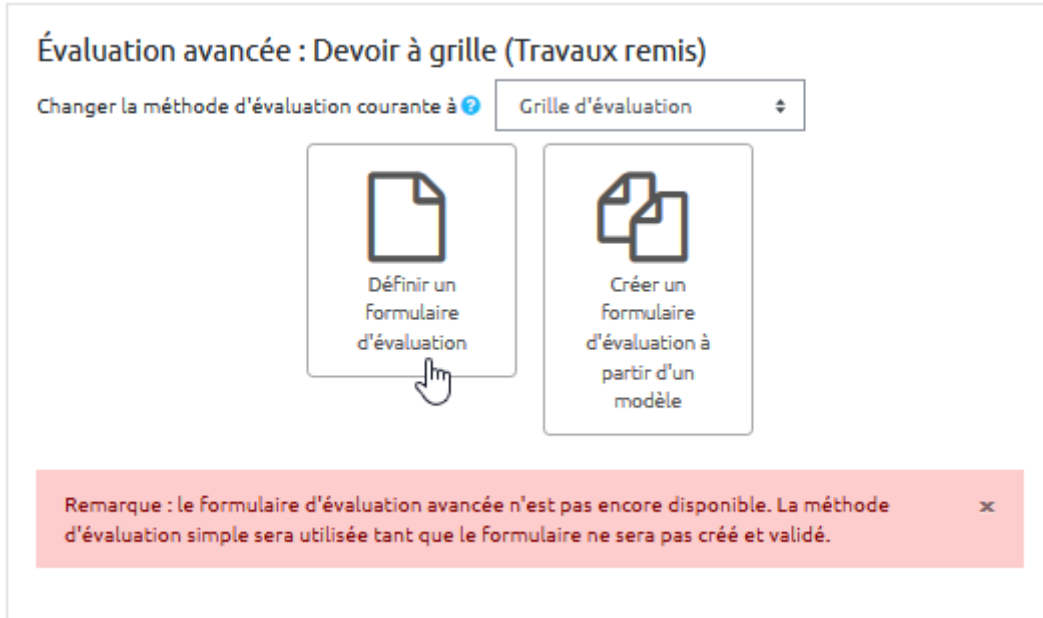 Évaluation avancée : Devoir à grille (Travaux remis)
Changer la méthode d'évaluation courante à ? Grille d'évaluation
Définir un
formulaire
d'évaluation
Créer un
formulaire
d'évaluation à
partir d'un
modèle
Remarque : le formulaire d'évaluation avancée n'est pas encore disponible. La méthode
d'évaluation simple sera utilisée tant que le formulaire ne sera pas créé et validé.
×